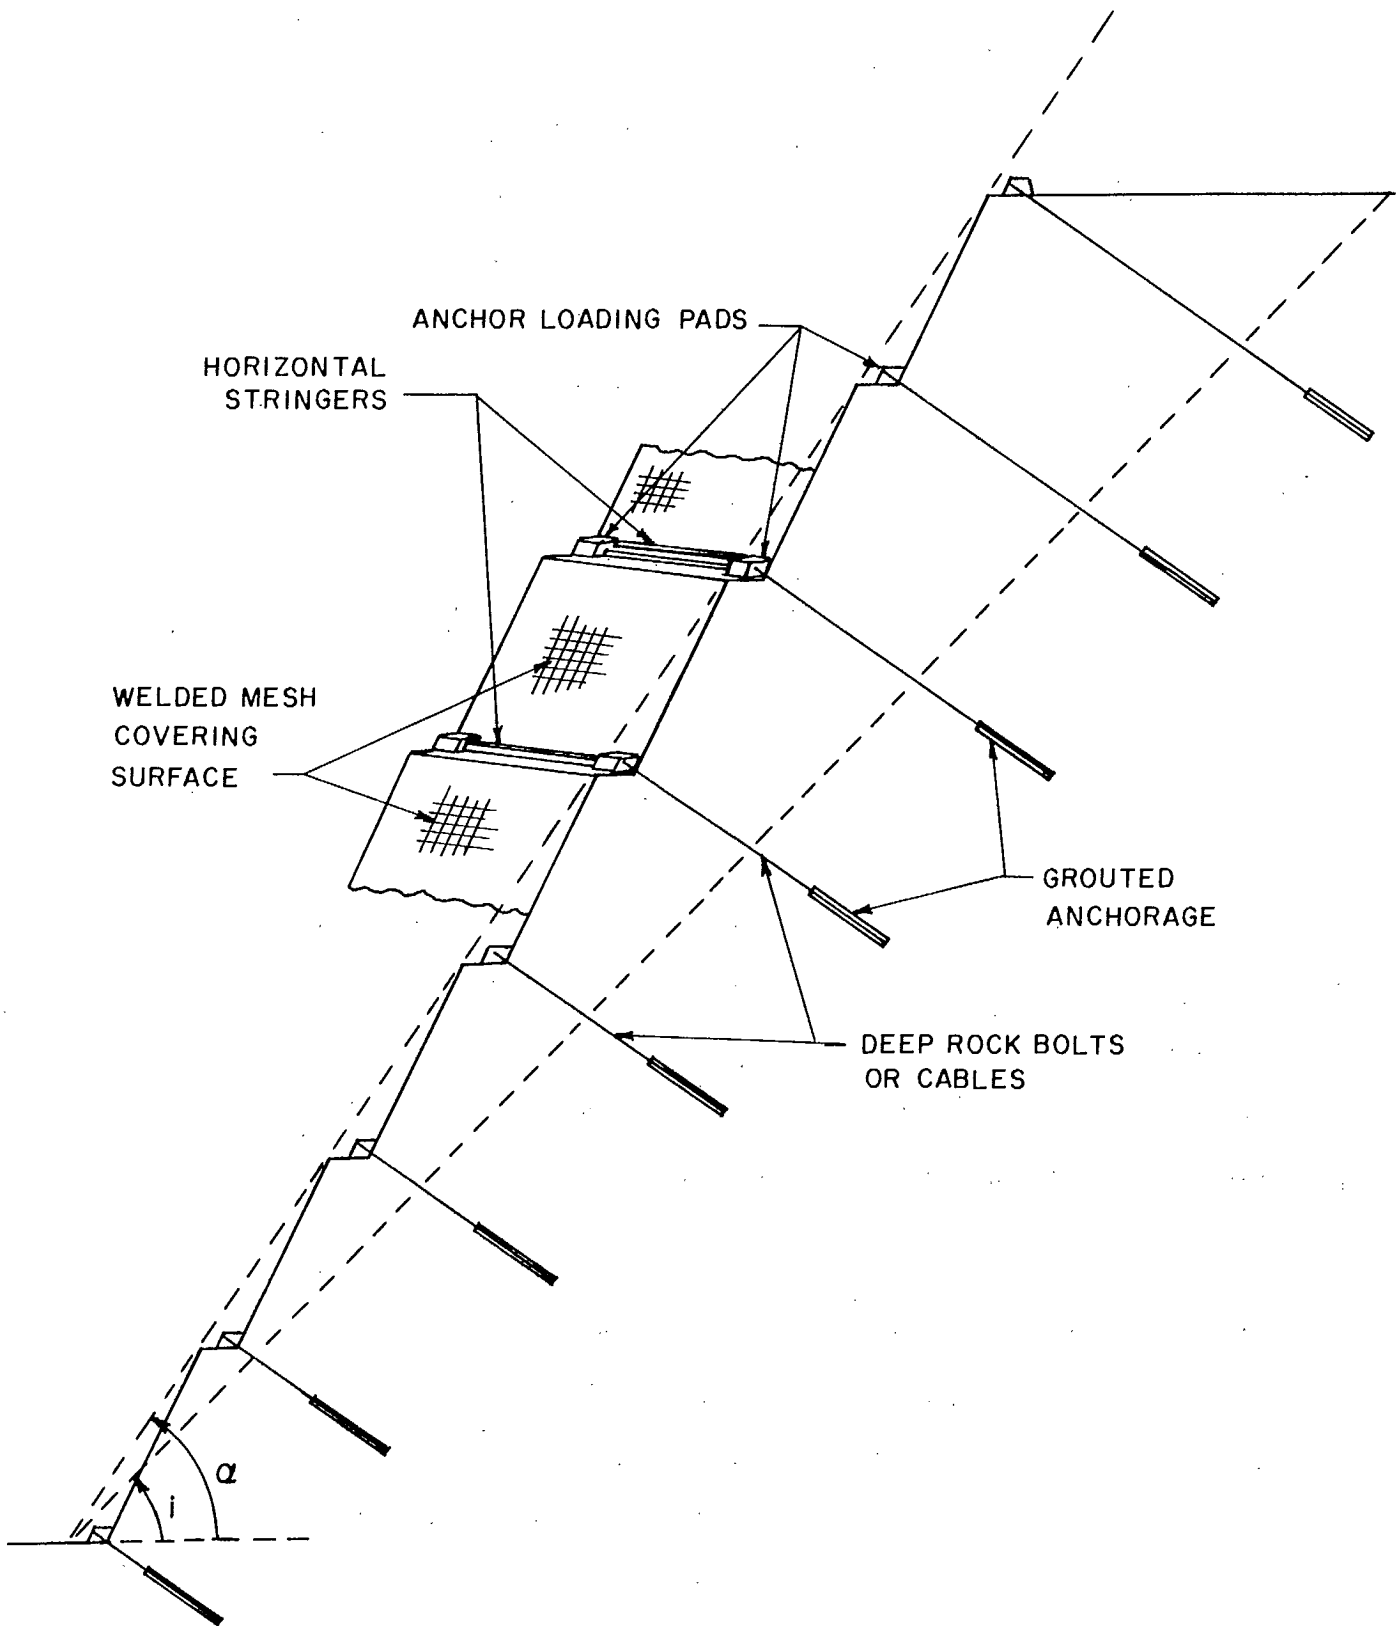 ANCHOR LOADING PADS
HORIZONTAL
STRINGERS
WELDED MESH
COVERING
SURFACE
GROUTED
ANCHORAGE
DEEP ROCK BOLTS
OR CABLES
α
i